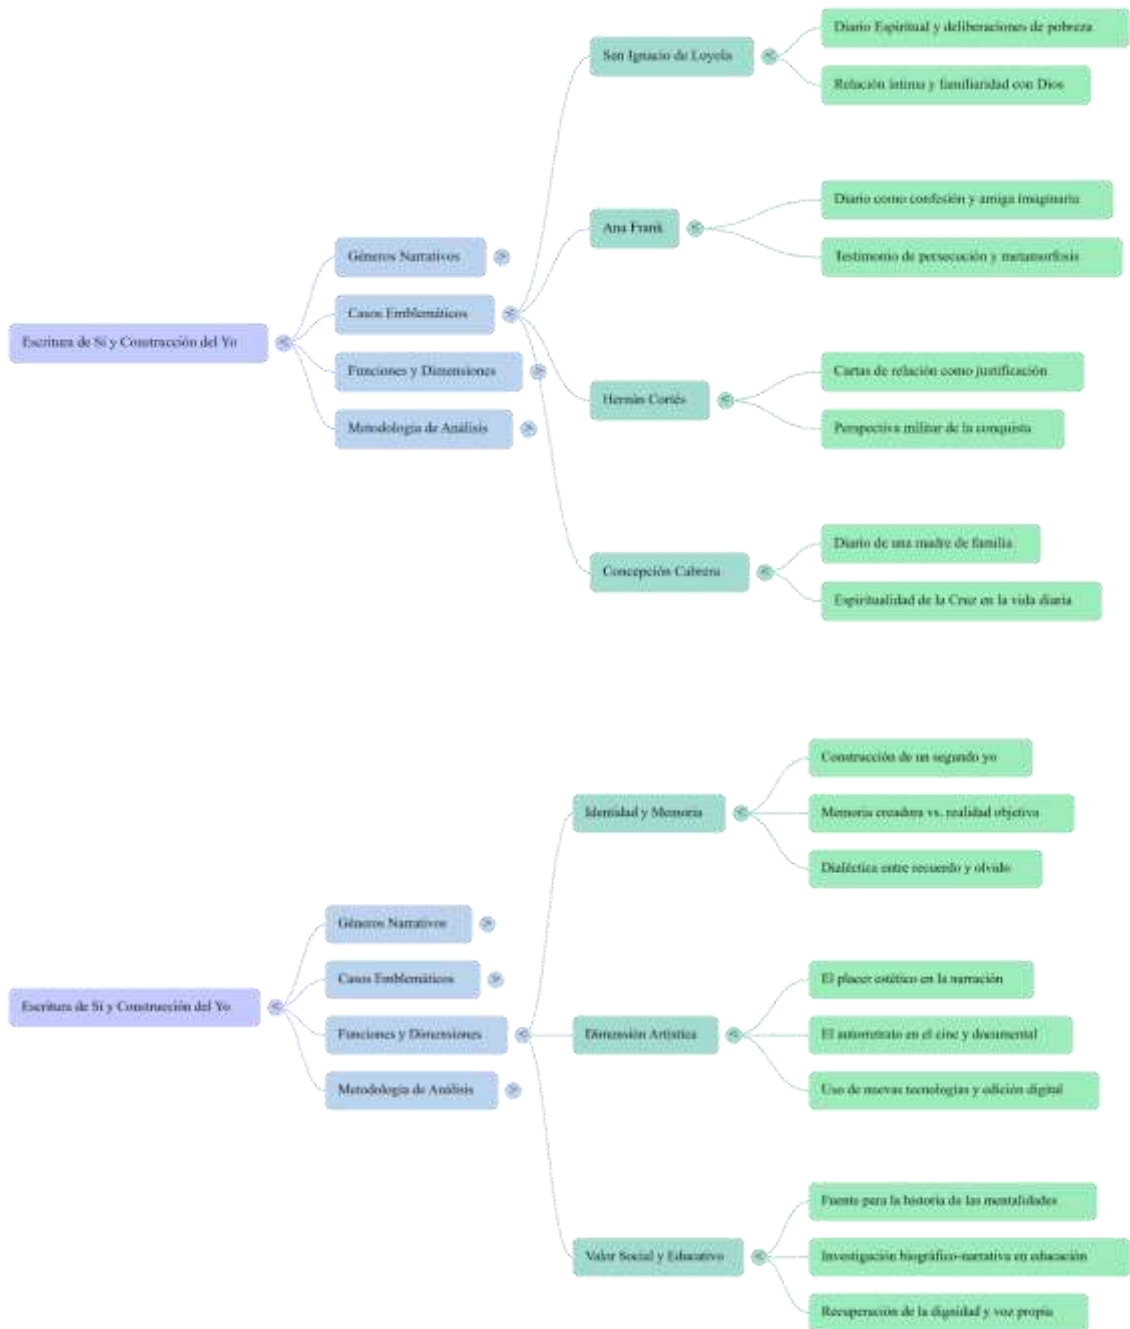 Escritura de Sí y Construcción del Yo
Géneros Narrativos
Casos Emblemáticos
San Ignacio de Loyola
Diario Espiritual y deliberaciones de pobreza
Relación íntima y familiaridad con Dios
Ana Frank
Diario como confesión y amiga imaginaria
Testimonio de persecución y metamorfosis
Hernán Cortés
Cartas de relación como justificación
Perspectiva militar de la conquista
Concepción Cabrera
Diario de una madre de familia
Espiritualidad de la Cruz en la vida diaria
Funciones y Dimensiones
Metodología de Análisis
Escritura de Sí y Construcción del Yo
Géneros Narrativos
Casos Emblemáticos
Funciones y Dimensiones
Identidad y Memoria
Construcción de un segundo yo
Memoria creadora vs. realidad objetiva
Dialéctica entre recuerdo y olvido
Dimensión Artística
El placer estético en la narración
El autorretrato en el cine y documental
Uso de nuevas tecnologías y edición digital
Valor Social y Educativo
Fuente para la historia de las mentalidades
Investigación biográfico-narrativa en educación
Recuperación de la dignidad y voz propia
Metodología de Análisis